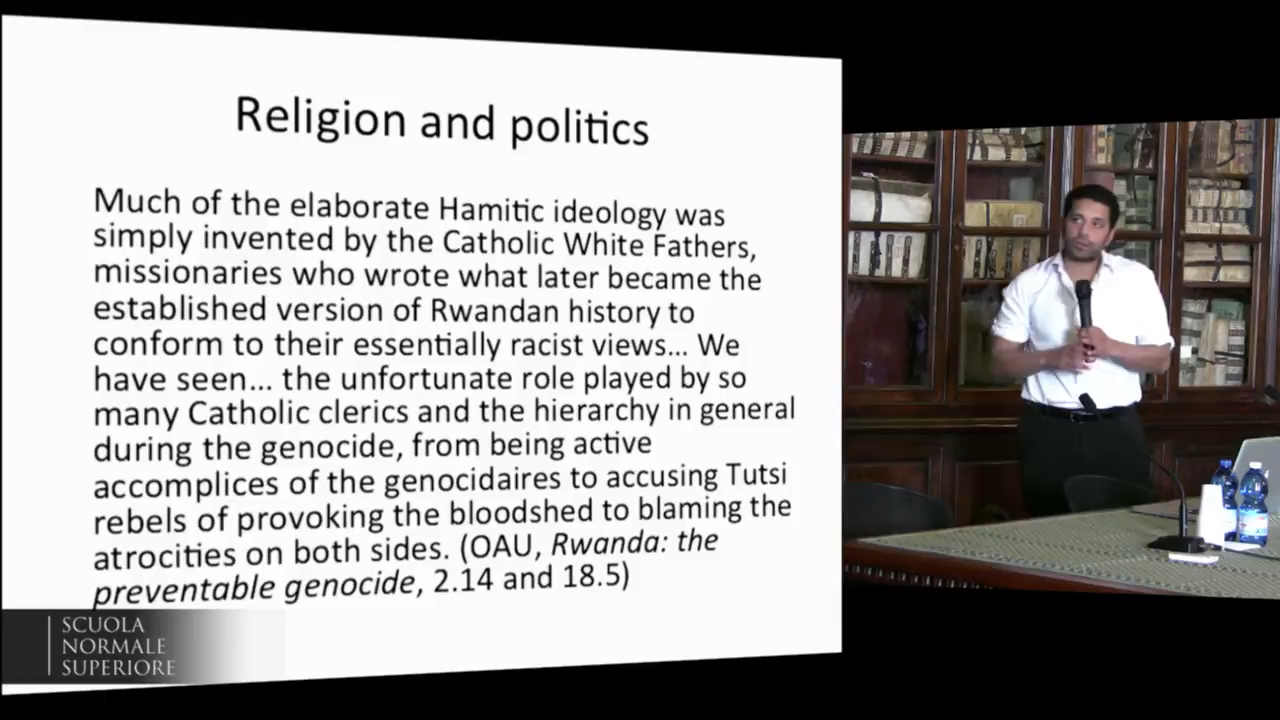 Religion and politics
Much of the elaborate Hamitic ideology was
simply invented by the Catholic White Fathers,
missionaries who wrote what later became the
established version of Rwandan history to
conform to their essentially racist views... We
have seen... the unfortunate role played by so
many Catholic clerics and the hierarchy in general
during the genocide, from being active
accomplices of the genocidaires to accusing Tutsi
rebels of provoking the bloodshed to blaming the
atrocities on both sides. (OAU, Rwanda: the
preventable genocide, 2.14 and 18.5)
SCUOLA
NORMALE
SUPERIORE